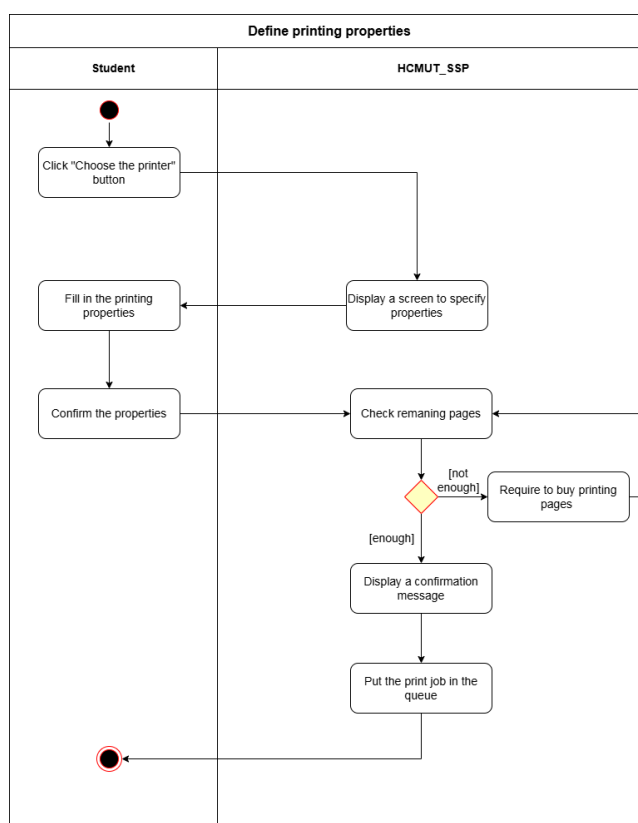 Define printing properties
Student
HCMUT_SSP
Click "Choose the printer"
button
Fill in the printing
properties
Display a screen to specify
properties
Confirm the properties
Check remaning pages
[not
enough]
Require to buy printing
pages
[enough]
Display a confirmation
message
Put the print job in the
queue